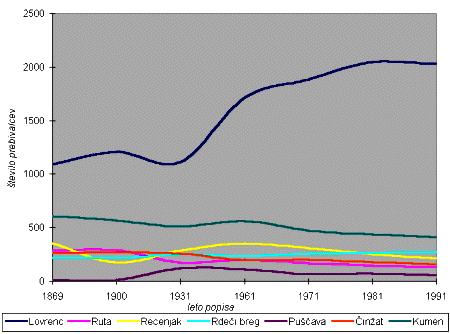 2500
2000
1500
1000
500
0
število prebivalcev
1869 1900 1931 1961 1971 1981 1991
leto popisa
Lovrenc Ruta Recenjak Rdeči breg Puščava Činžat Kumen